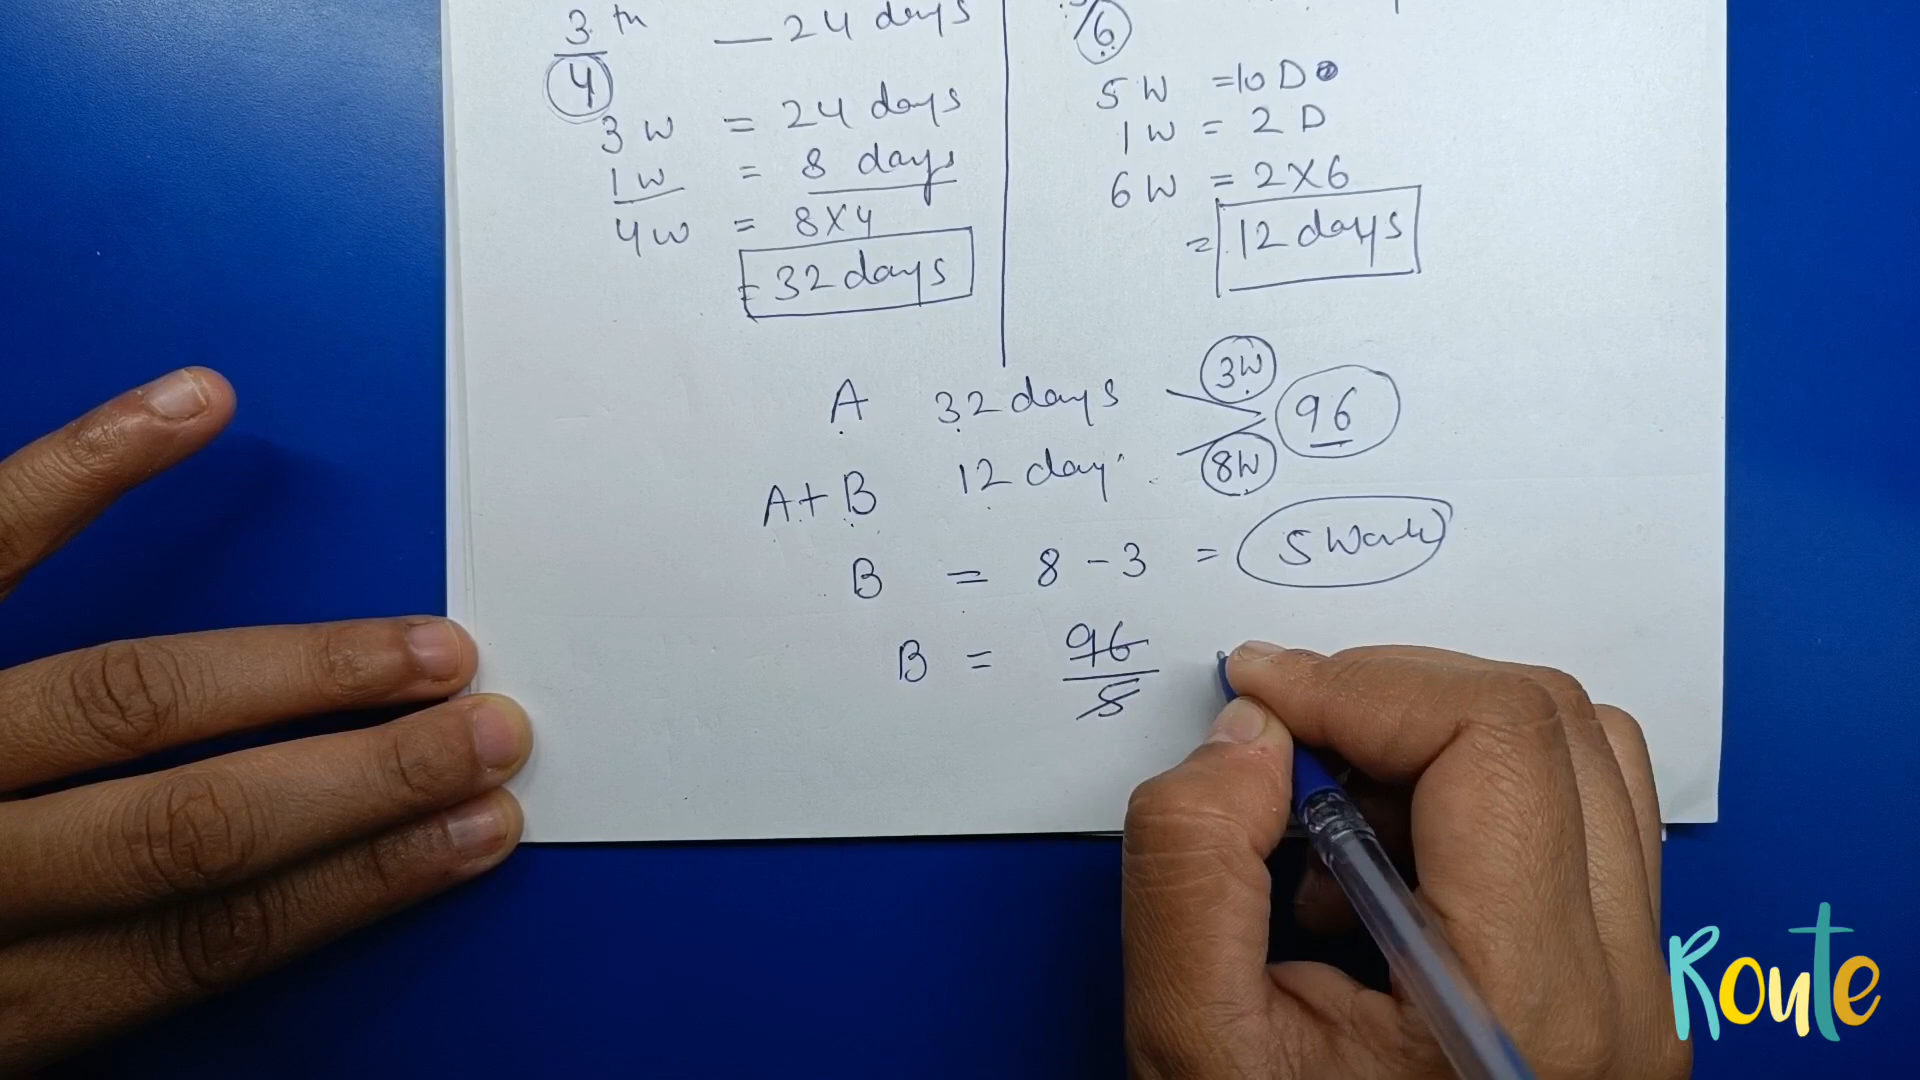 3 th — 24 days
4
3 W = 24 days
1 W = 8 days
4 W = 8 X 4
= 32 days
6
5 W = 10 D
1 W = 2 D
6 W = 2 X 6
= 12 days
A 32 days 3W
96
A + B 12 day 8W
B = 8 - 3 = 5 Work
B = 96
5
Route